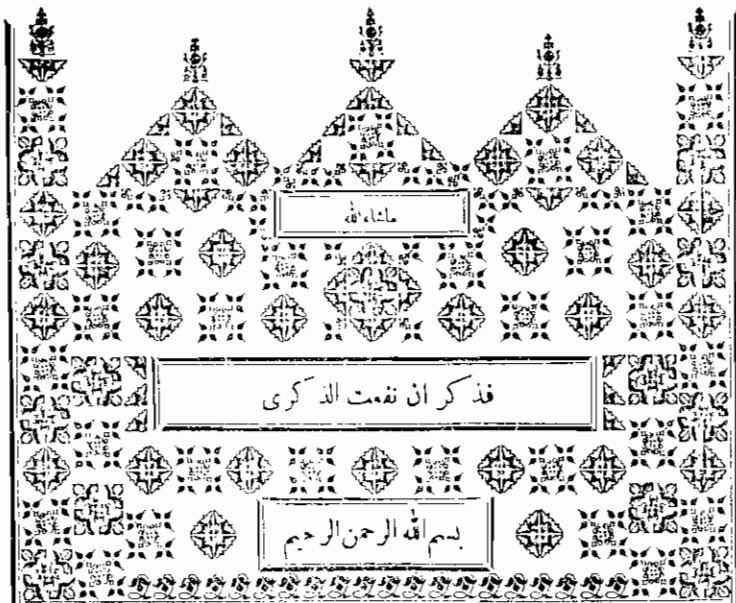 ماشاءالله
فذكر ان نفعت الذكرى
بسم الله الرحمن الرحيم